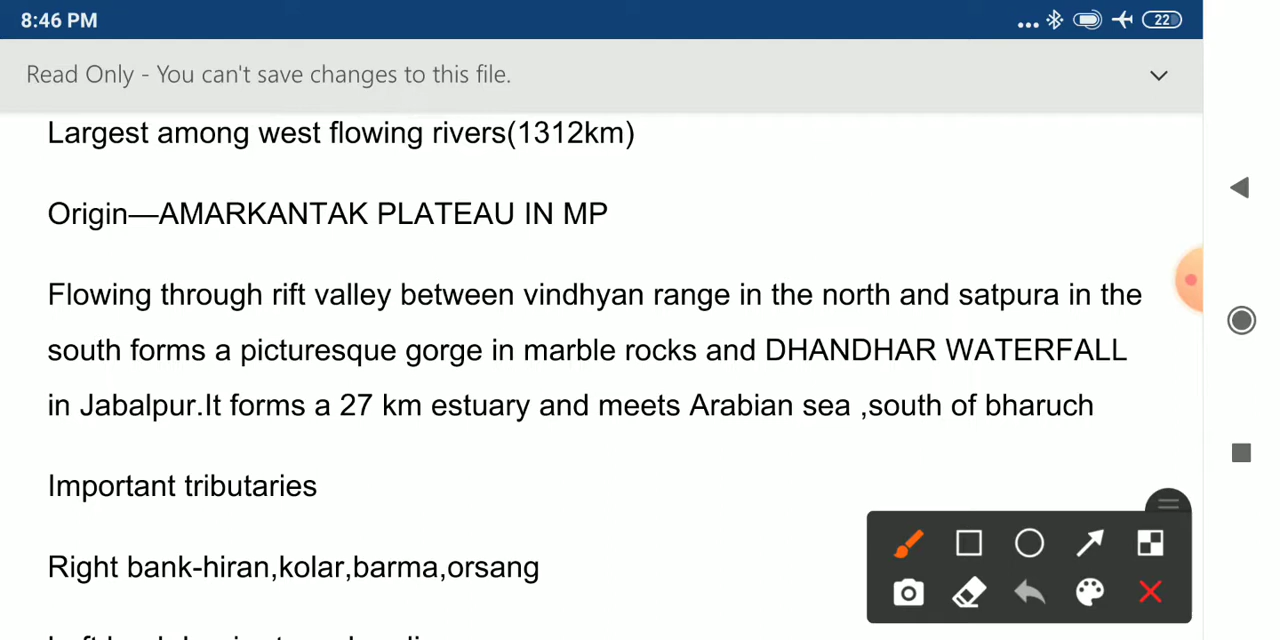 8:46 PM
22
Read Only - You can't save changes to this file.
Largest among west flowing rivers(1312km)
Origin—AMARKANTAK PLATEAU IN MP
Flowing through rift valley between vindhyan range in the north and satpura in the
south forms a picturesque gorge in marble rocks and DHANDHAR WATERFALL
in Jabalpur.It forms a 27 km estuary and meets Arabian sea ,south of bharuch
Important tributaries
Right bank-hiran,kolar,barma,orsang